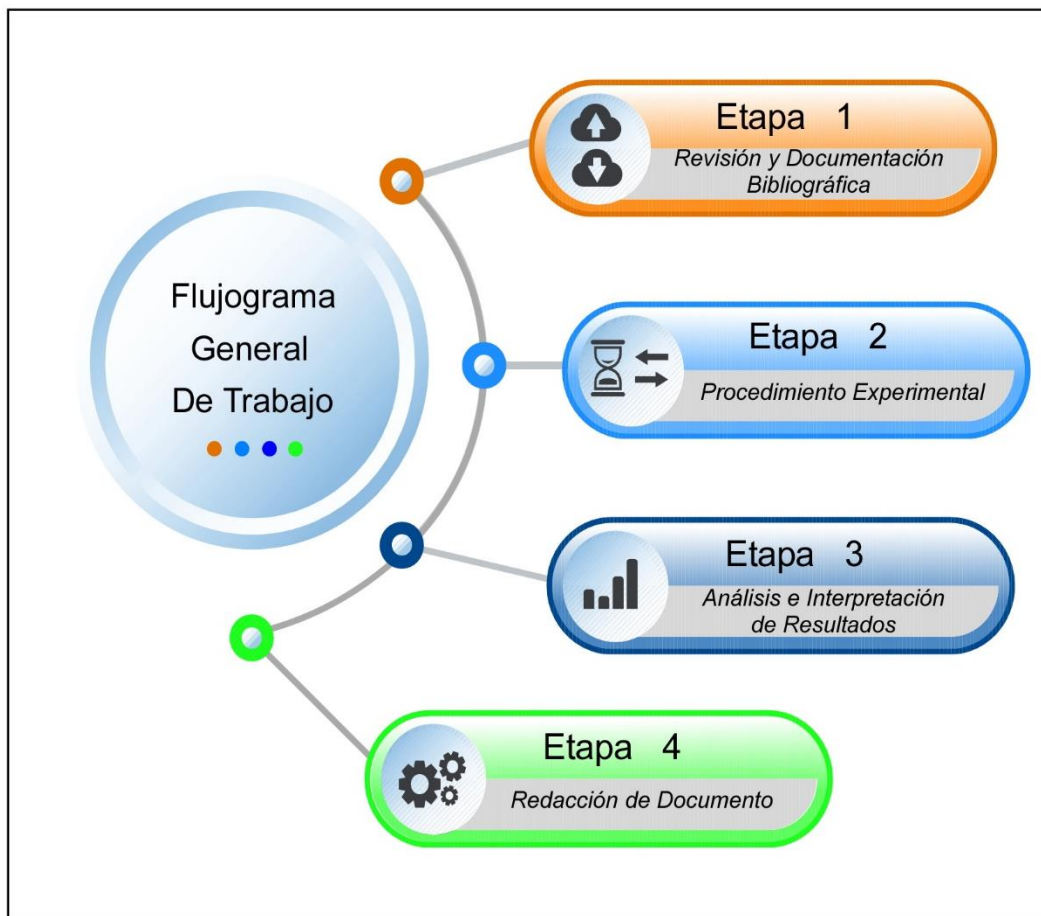 Flujograma
General
De Trabajo
Etapa 1
Revisión y Documentación
Bibliográfica
Etapa 2
Procedimiento Experimental
Etapa 3
Análisis e Interpretación
de Resultados
Etapa 4
Redacción de Documento